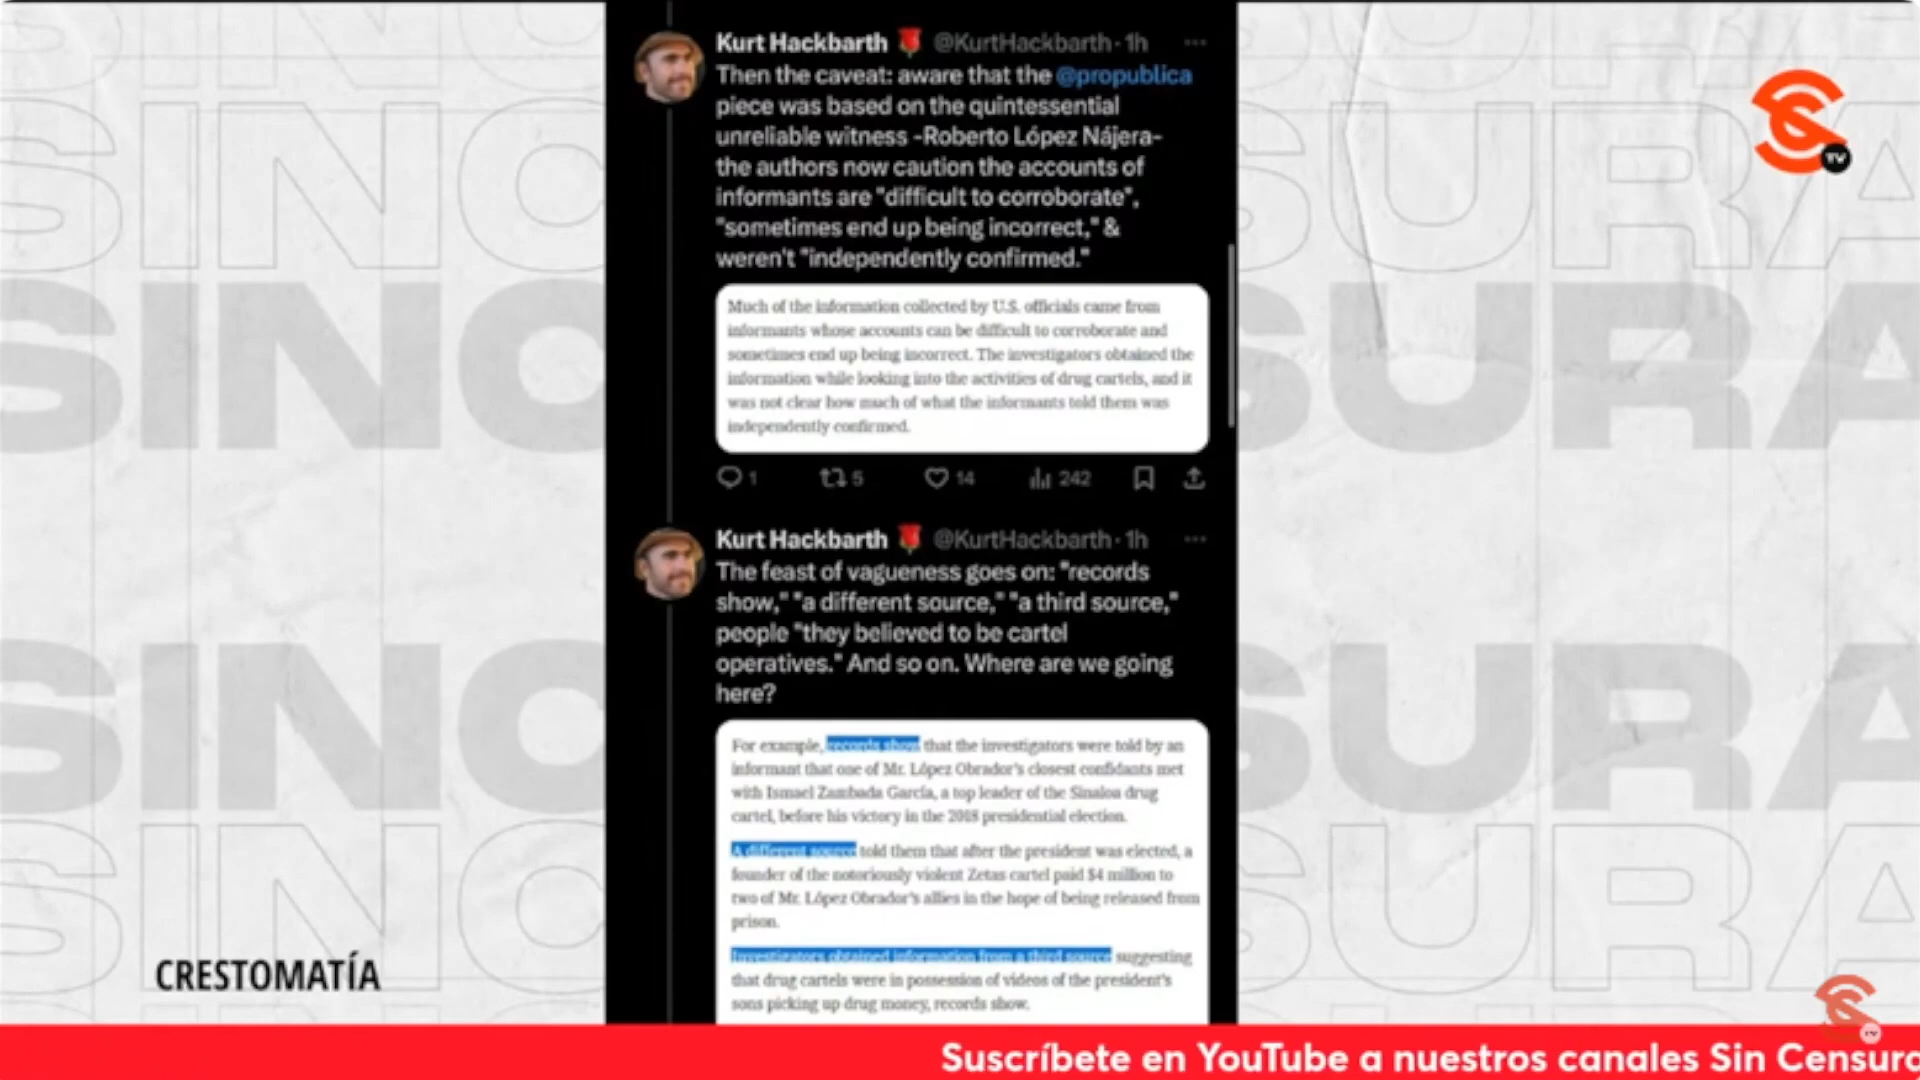 Kurt Hackbarth @KurtHackbarth · 1h
Then the caveat: aware that the @propublica
piece was based on the quintessential
unreliable witness -Roberto López Nájera-
the authors now caution the accounts of
informants are "difficult to corroborate",
"sometimes end up being incorrect," &
weren't "independently confirmed."
Much of the information collected by U.S. officials came from
informants whose accounts can be difficult to corroborate and
sometimes end up being incorrect. The investigators obtained the
information while looking into the activities of drug cartels, and it
was not clear how much of what the informants told them was
independently confirmed.
1 5 14 242
Kurt Hackbarth @KurtHackbarth · 1h
The feast of vagueness goes on: "records
show," "a different source," "a third source,"
people "they believed to be cartel
operatives." And so on. Where are we going
here?
For example, records show that the investigators were told by an
informant that one of Mr. López Obrador's closest confidants met
with Ismael Zambada García, a top leader of the Sinaloa drug
cartel, before his victory in the 2018 presidential election.
A different source told them that after the president was elected, a
founder of the notoriously violent Zetas cartel paid $4 million to
two of Mr. López Obrador's allies in the hope of being released from
prison.
Investigators obtained information from a third source suggesting
that drug cartels were in possession of videos of the president's
sons picking up drug money, records show.
SINC SURA
SINC SURA
SINC SURA
SINC SURA
TV
CRESTOMATÍA
TV
Suscríbete en YouTube a nuestros canales Sin Censura